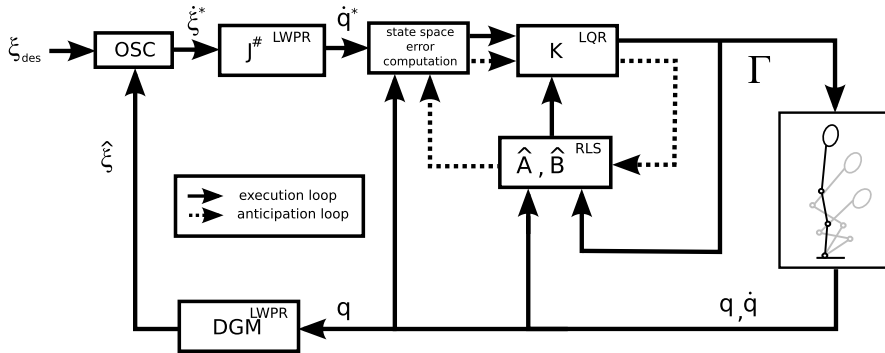 ξdes
OSC
ξ̇*
J# LWPR
q̇*
state space
error
computation
K LQR
Γ
ξ̂
Â , B̂ RLS
execution loop
anticipation loop
DGM LWPR
q
q ,q̇